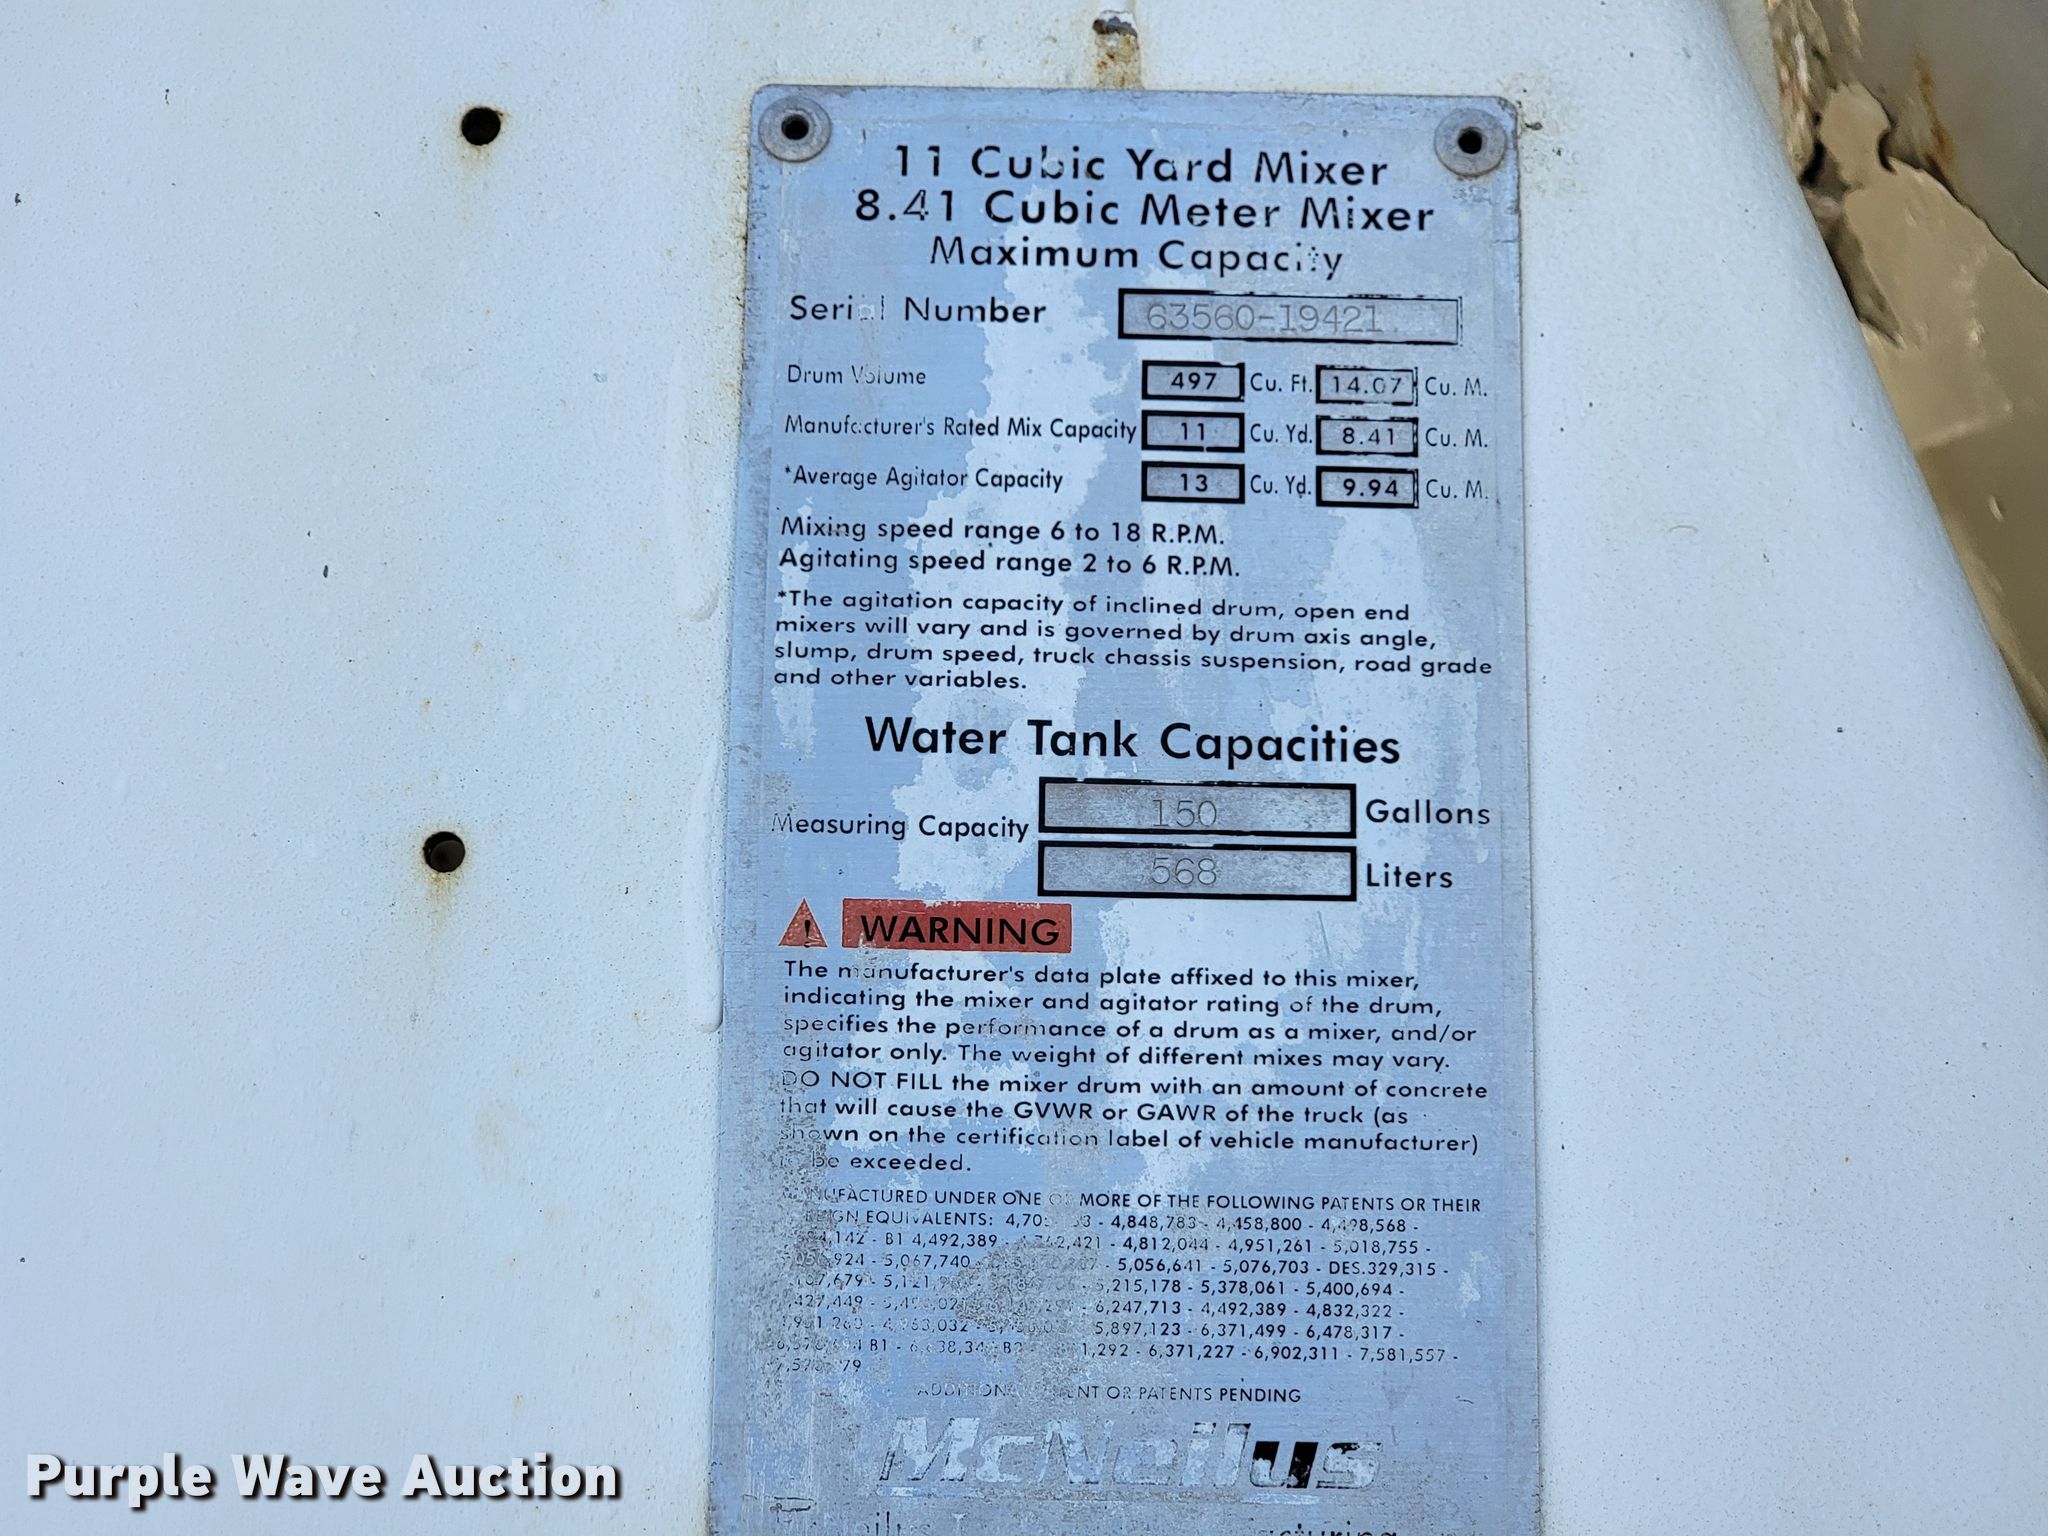 11 Cubic Yard Mixer
8.41 Cubic Meter Mixer
Maximum Capacity
Serial Number 63560-19421
Drum Volume 497 Cu. Ft. 14.07 Cu. M.
Manufacturer's Rated Mix Capacity 11 Cu. Yd. 8.41 Cu. M.
*Average Agitator Capacity 13 Cu. Yd. 9.94 Cu. M.
Mixing speed range 6 to 18 R.P.M.
Agitating speed range 2 to 6 R.P.M.
*The agitation capacity of inclined drum, open end
mixers will vary and is governed by drum axis angle,
slump, drum speed, truck chassis suspension, road grade
and other variables.
Water Tank Capacities
Measuring Capacity 150 Gallons
568 Liters
WARNING
The manufacturer's data plate affixed to this mixer,
indicating the mixer and agitator rating of the drum,
specifies the performance of a drum as a mixer, and/or
agitator only. The weight of different mixes may vary.
DO NOT FILL the mixer drum with an amount of concrete
that will cause the GVWR or GAWR of the truck (as
shown on the certification label of vehicle manufacturer)
to be exceeded.
MANUFACTURED UNDER ONE OR MORE OF THE FOLLOWING PATENTS OR THEIR
EQUIVALENTS: - 4,848,783 - 4,458,800 - 4,498,568 -
- B1 4,492,389 - - 4,812,044 - 4,951,261 - 5,018,755 -
- 5,067,740 - - 5,056,641 - 5,076,703 - DES.329,315 -
- 5,215,178 - 5,378,061 - 5,400,694 -
- 6,247,713 - 4,492,389 - 4,832,322 -
- 5,897,123 - 6,371,499 - 6,478,317 -
B1 - - 6,371,227 - 6,902,311 - 7,581,557 -
OR PATENTS PENDING
McNeilus
Purple Wave Auction